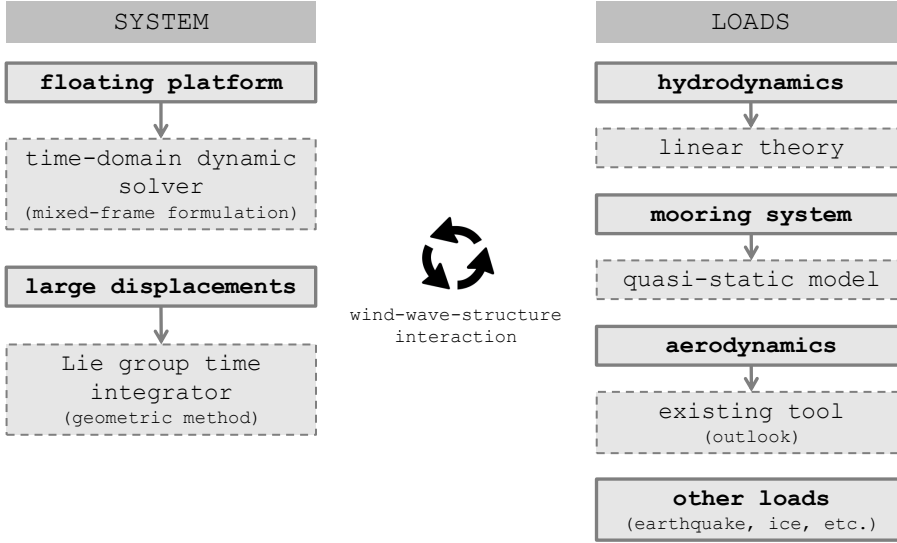 SYSTEM
floating platform
time-domain dynamic
solver
(mixed-frame formulation)
large displacements
Lie group time
integrator
(geometric method)
wind-wave-structure
interaction
LOADS
hydrodynamics
linear theory
mooring system
quasi-static model
aerodynamics
existing tool
(outlook)
other loads
(earthquake, ice, etc.)